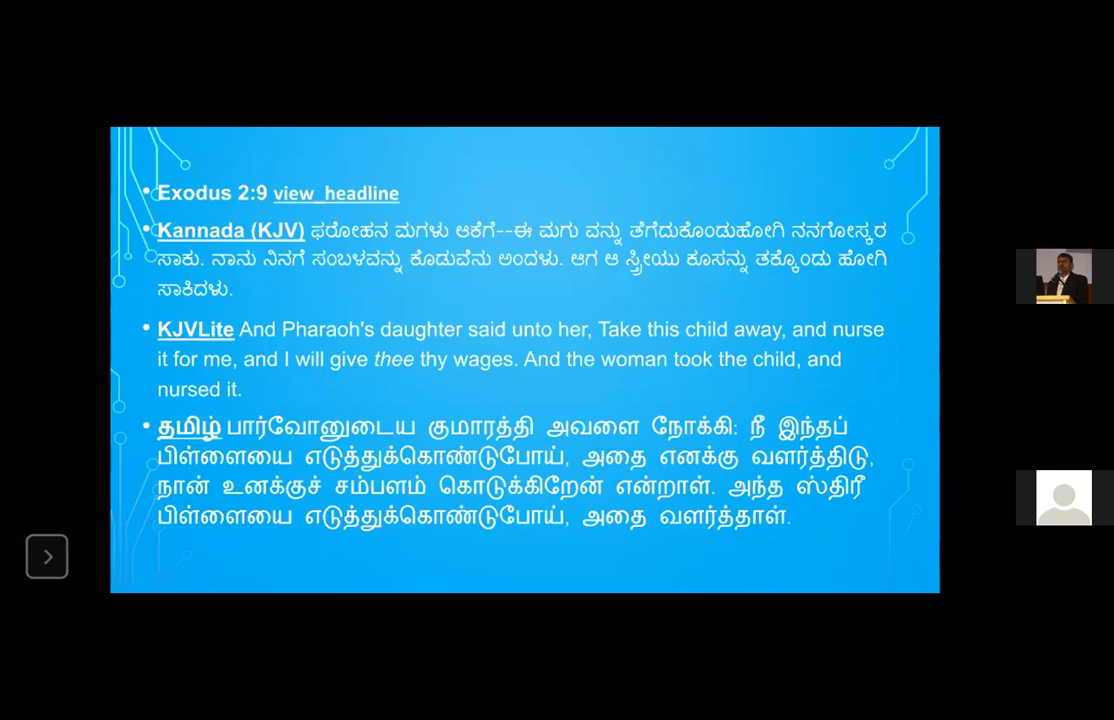 • Exodus 2:9 view_headline
• Kannada (KJV) ಫರೋಹನ ಮಗಳು ಆಕೆಗೆ--ಈ ಮಗು ವನ್ನು ತೆಗೆದುಕೊಂಡುಹೋಗಿ ನನಗೋಸ್ಕರ
ಸಾಕು. ನಾನು ನಿನಗೆ ಸಂಬಳವನ್ನು ಕೊಡುವೆನು ಅಂದಳು. ಆಗ ಆ ಸ್ತ್ರೀಯು ಕೂಸನ್ನು ತಕ್ಕೊಂಡು ಹೋಗಿ
ಸಾಕಿದಳು.
• KJVLite And Pharaoh's daughter said unto her, Take this child away, and nurse
it for me, and I will give thee thy wages. And the woman took the child, and
nursed it.
• தமிழ் பார்வோனுடைய குமாரத்தி அவளை நோக்கி: நீ இந்தப்
பிள்ளையை எடுத்துக்கொண்டுபோய், அதை எனக்கு வளர்த்திடு,
நான் உனக்குச் சம்பளம் கொடுக்கிறேன் என்றாள். அந்த ஸ்திரீ
பிள்ளையை எடுத்துக்கொண்டுபோய், அதை வளர்த்தாள்.